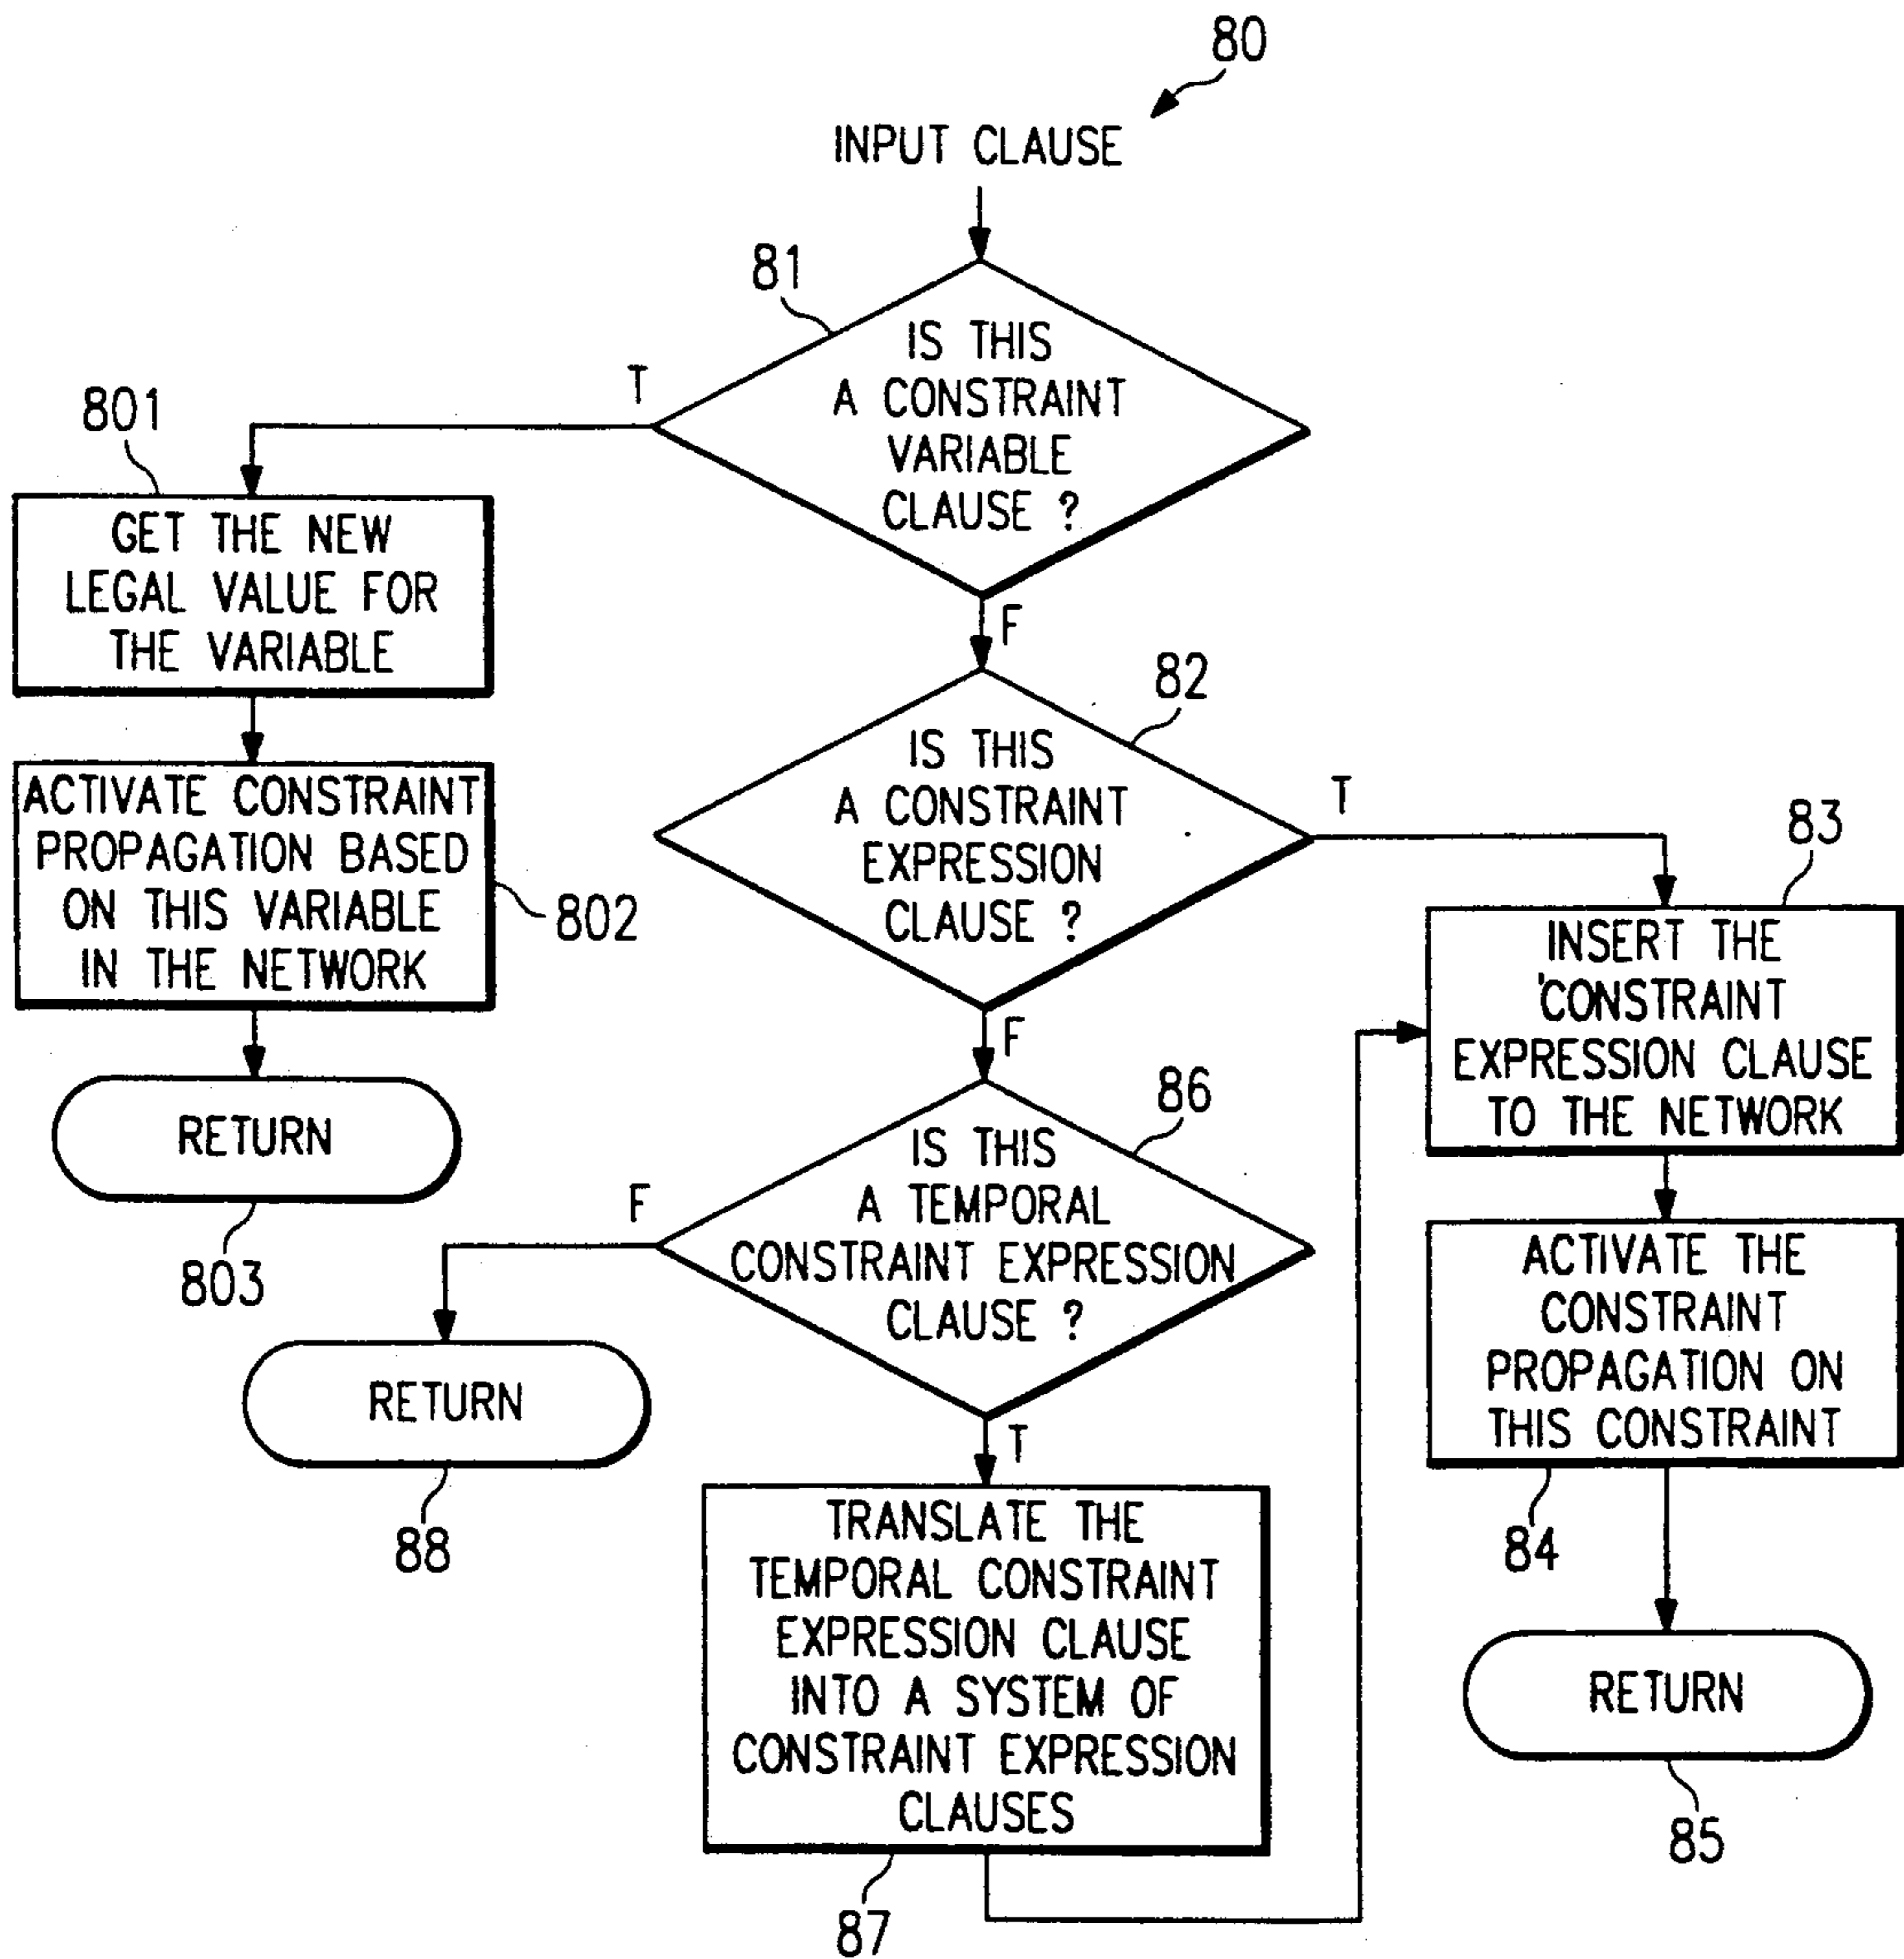 80
INPUT CLAUSE
81
IS THIS
A CONSTRAINT
VARIABLE
CLAUSE ?
T
F
801
GET THE NEW
LEGAL VALUE FOR
THE VARIABLE
ACTIVATE CONSTRAINT
PROPAGATION BASED
ON THIS VARIABLE
IN THE NETWORK
802
RETURN
803
82
IS THIS
A CONSTRAINT
EXPRESSION
CLAUSE ?
T
F
83
INSERT THE
CONSTRAINT
EXPRESSION CLAUSE
TO THE NETWORK
ACTIVATE THE
CONSTRAINT
PROPAGATION ON
THIS CONSTRAINT
84
RETURN
85
86
IS THIS
A TEMPORAL
CONSTRAINT EXPRESSION
CLAUSE ?
F
T
RETURN
88
TRANSLATE THE
TEMPORAL CONSTRAINT
EXPRESSION CLAUSE
INTO A SYSTEM OF
CONSTRAINT EXPRESSION
CLAUSES
87